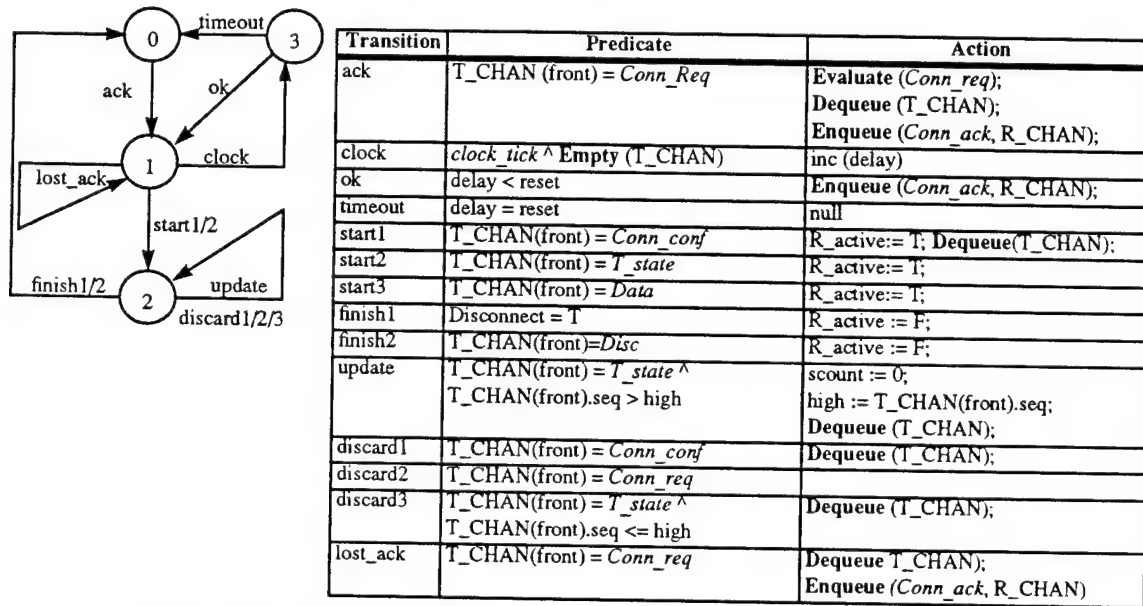 0
timeout
3
ack
ok
1
clock
lost_ack
start1/2
finish1/2
2
update
discard1/2/3
Transition Predicate Action
ack T_CHAN (front) = Conn_Req Evaluate (Conn_req);
Dequeue (T_CHAN);
Enqueue (Conn_ack, R_CHAN);
clock clock_tick ^ Empty (T_CHAN) inc (delay)
ok delay < reset Enqueue (Conn_ack, R_CHAN);
timeout delay = reset null
start1 T_CHAN(front) = Conn_conf R_active:= T; Dequeue(T_CHAN);
start2 T_CHAN(front) = T_state R_active:= T;
start3 T_CHAN(front) = Data R_active:= T;
finish1 Disconnect = T R_active := F;
finish2 T_CHAN(front)=Disc R_active := F;
update T_CHAN(front) = T_state ^ scount := 0;
T_CHAN(front).seq > high high := T_CHAN(front).seq;
Dequeue (T_CHAN);
discard1 T_CHAN(front) = Conn_conf Dequeue (T_CHAN);
discard2 T_CHAN(front) = Conn_req
discard3 T_CHAN(front) = T_state ^ Dequeue (T_CHAN);
T_CHAN(front).seq <= high
lost_ack T_CHAN(front) = Conn_req Dequeue T_CHAN);
Enqueue (Conn_ack, R_CHAN)